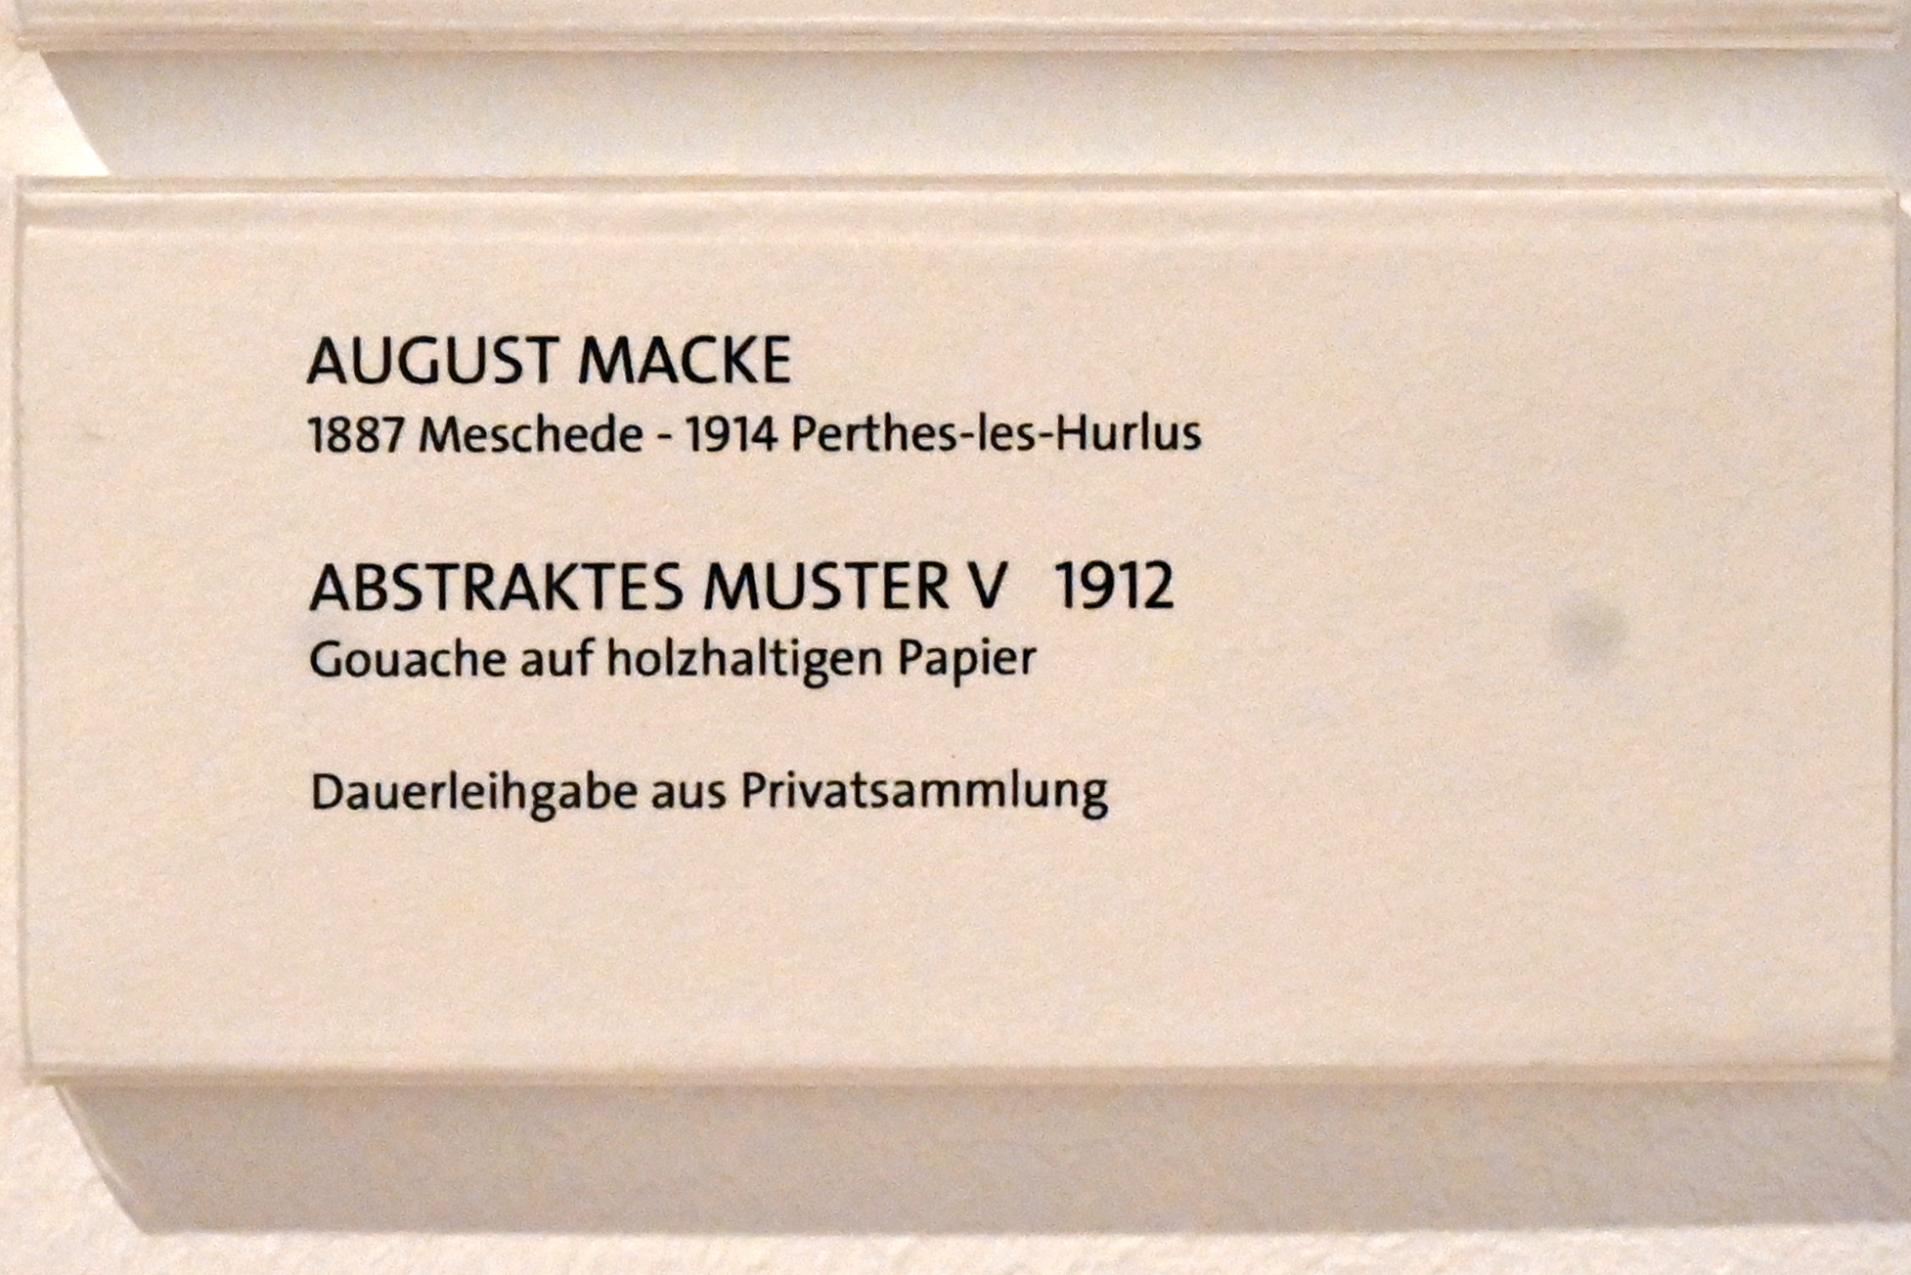 AUGUST MACKE
1887 Meschede - 1914 Perthes-les-Hurlus
ABSTRAKTES MUSTER V 1912
Gouache auf holzhaltigen Papier
Dauerleihgabe aus Privatsammlung